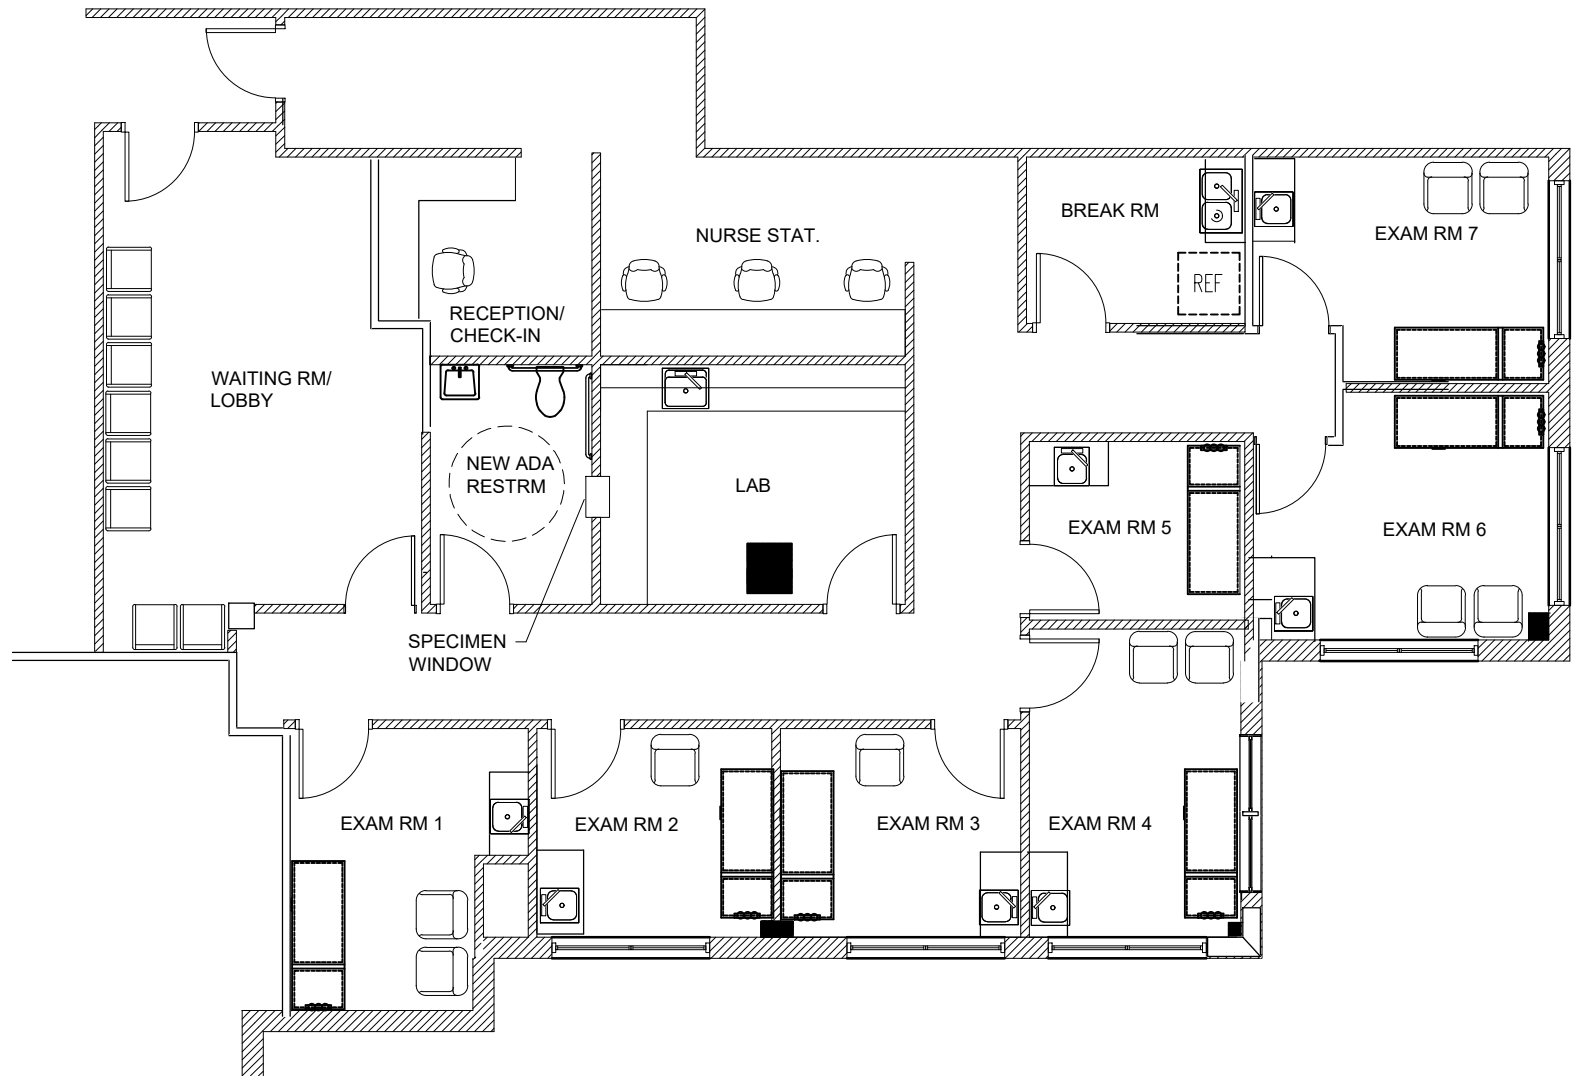 BREAK RM
EXAM RM 7
NURSE STAT.
REF
RECEPTION/
CHECK-IN
WAITING RM/
LOBBY
NEW ADA
RESTRM
LAB
EXAM RM 5
EXAM RM 6
SPECIMEN
WINDOW
EXAM RM 1
EXAM RM 2
EXAM RM 3
EXAM RM 4